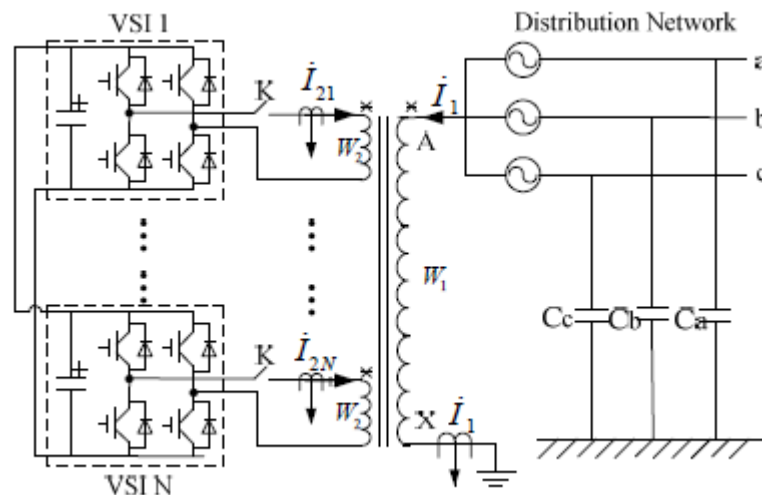 VSI 1
Distribution Network
K
İ21
İ1
a
b
c
W2
A
W1
Cc
Cb
Ca
K
İ2N
W2
X
İ1
VSI N